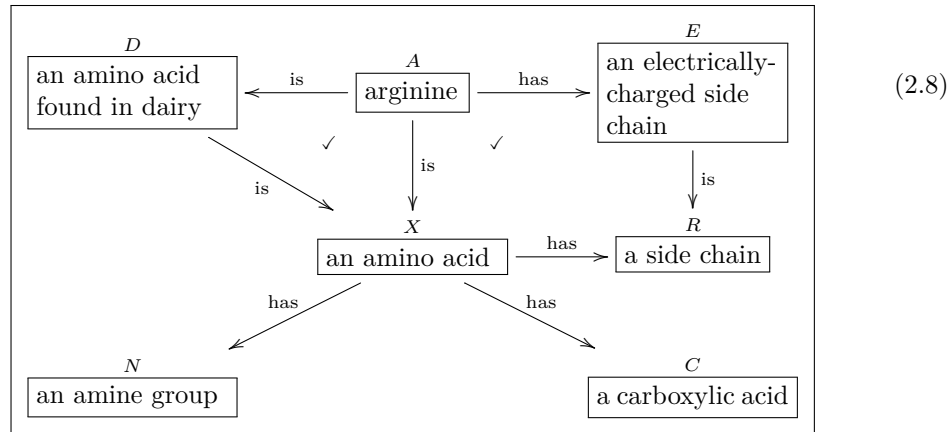 D
an amino acid
found in dairy
is
A
arginine
has
E
an electrically-
charged side
chain
(2.8)
✓
✓
is
is
is
X
an amino acid
has
R
a side chain
has
has
N
an amine group
C
a carboxylic acid